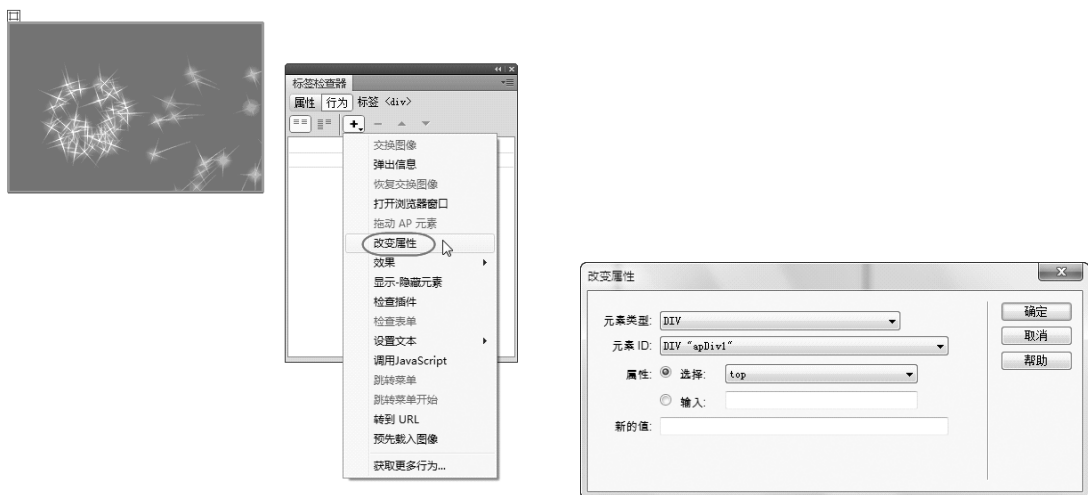 标签检查器
属性 行为 标签 <div>
交换图像
弹出信息
恢复交换图像
打开浏览器窗口
拖动 AP 元素
改变属性
效果
显示-隐藏元素
检查插件
检查表单
设置文本
调用JavaScript
跳转菜单
跳转菜单开始
转到 URL
预先载入图像
获取更多行为...
改变属性
元素类型: DIV
元素 ID: DIV "apDiv1"
属性: 选择: top
输入:
新的值:
确定
取消
帮助